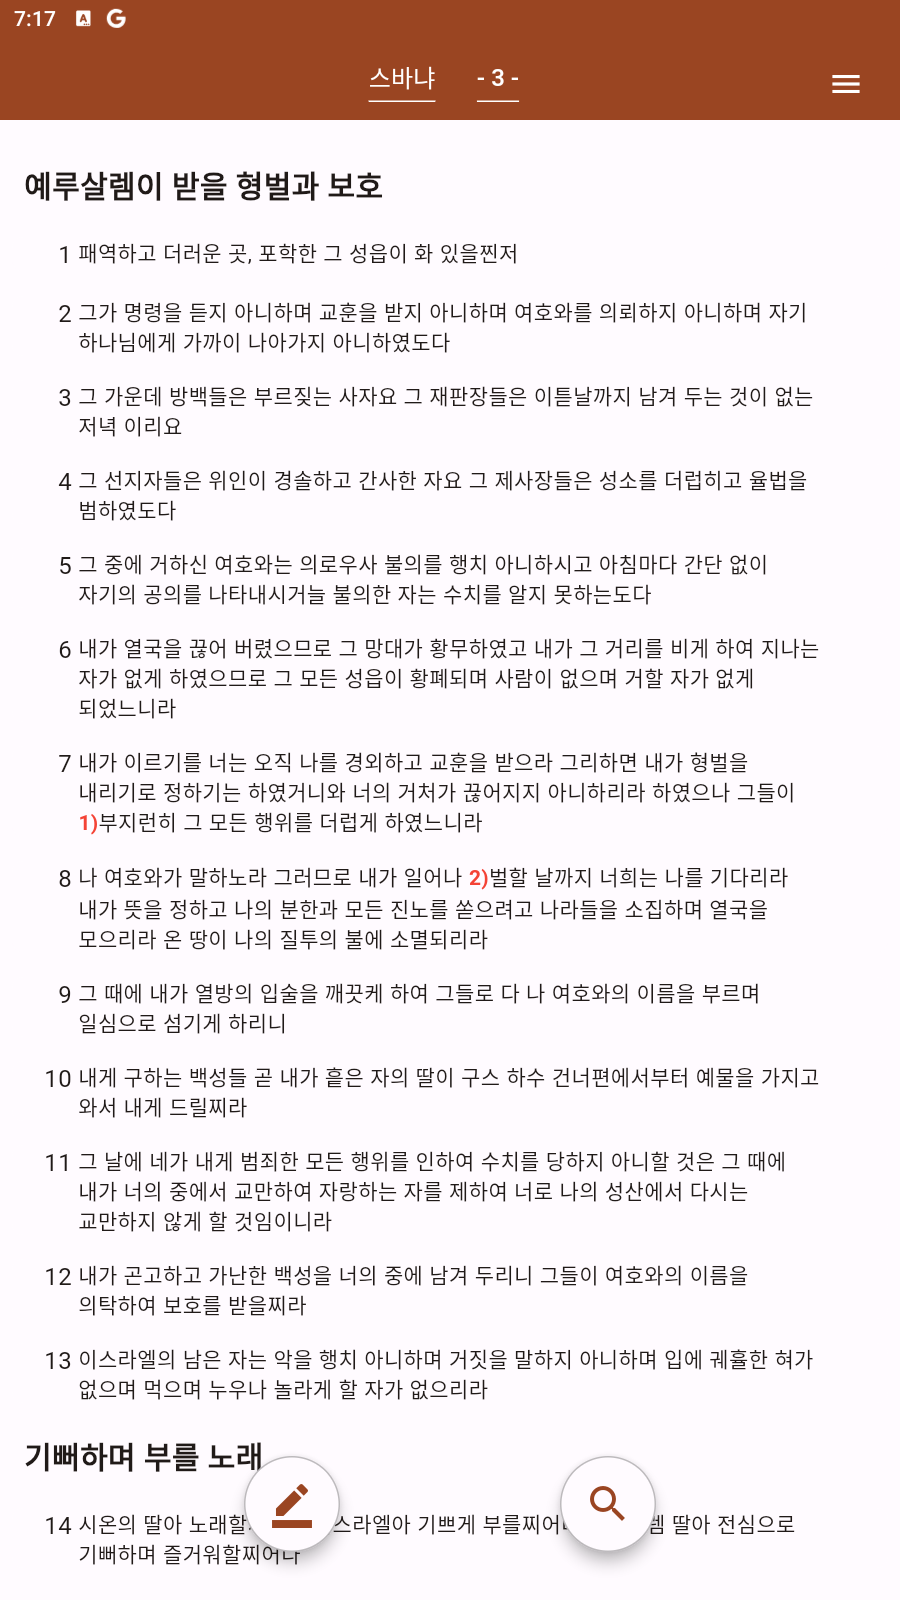 7:17
스바냐 - 3 -
예루살렘이 받을 형벌과 보호
1 패역하고 더러운 곳, 포학한 그 성읍이 화 있을찐저
2 그가 명령을 듣지 아니하며 교훈을 받지 아니하며 여호와를 의뢰하지 아니하며 자기
하나님에게 가까이 나아가지 아니하였도다
3 그 가운데 방백들은 부르짖는 사자요 그 재판장들은 이튿날까지 남겨 두는 것이 없는
저녁 이리요
4 그 선지자들은 위인이 경솔하고 간사한 자요 그 제사장들은 성소를 더럽히고 율법을
범하였도다
5 그 중에 거하신 여호와는 의로우사 불의를 행치 아니하시고 아침마다 간단 없이
자기의 공의를 나타내시거늘 불의한 자는 수치를 알지 못하는도다
6 내가 열국을 끊어 버렸으므로 그 망대가 황무하였고 내가 그 거리를 비게 하여 지나는
자가 없게 하였으므로 그 모든 성읍이 황폐되며 사람이 없으며 거할 자가 없게
되었느니라
7 내가 이르기를 너는 오직 나를 경외하고 교훈을 받으라 그리하면 내가 형벌을
내리기로 정하기는 하였거니와 너의 거처가 끊어지지 아니하리라 하였으나 그들이
1)부지런히 그 모든 행위를 더럽게 하였느니라
8 나 여호와가 말하노라 그러므로 내가 일어나 2)벌할 날까지 너희는 나를 기다리라
내가 뜻을 정하고 나의 분한과 모든 진노를 쏟으려고 나라들을 소집하며 열국을
모으리라 온 땅이 나의 질투의 불에 소멸되리라
9 그 때에 내가 열방의 입술을 깨끗케 하여 그들로 다 나 여호와의 이름을 부르며
일심으로 섬기게 하리니
10 내게 구하는 백성들 곧 내가 흩은 자의 딸이 구스 하수 건너편에서부터 예물을 가지고
와서 내게 드릴찌라
11 그 날에 네가 내게 범죄한 모든 행위를 인하여 수치를 당하지 아니할 것은 그 때에
내가 너의 중에서 교만하여 자랑하는 자를 제하여 너로 나의 성산에서 다시는
교만하지 않게 할 것임이니라
12 내가 곤고하고 가난한 백성을 너의 중에 남겨 두리니 그들이 여호와의 이름을
의탁하여 보호를 받을찌라
13 이스라엘의 남은 자는 악을 행치 아니하며 거짓을 말하지 아니하며 입에 궤휼한 혀가
없으며 먹으며 누우나 놀라게 할 자가 없으리라
기뻐하며 부를 노래
14 시온의 딸아 기쁘게 딸아 전심으로
기뻐하며 즐거워할찌어다